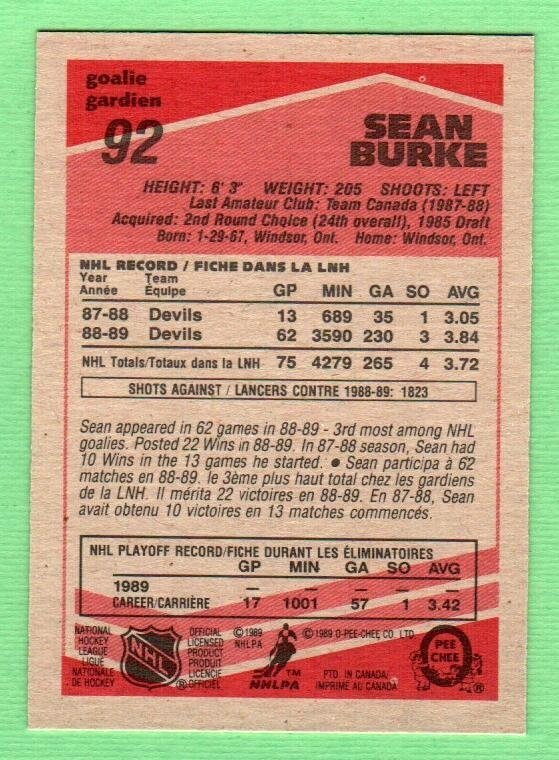 goalie
gardien
92
SEAN
BURKE
HEIGHT: 6' 3" WEIGHT: 205 SHOOTS: LEFT
Last Amateur Club: Team Canada (1987-88)
Acquired: 2nd Round Choice (24th overall), 1985 Draft
Born: 1-29-67, Windsor, Ont. Home: Windsor, Ont.
NHL RECORD / FICHE DANS LA LNH
Year Team
Année Équipe GP MIN GA SO AVG
87-88 Devils 13 689 35 1 3.05
88-89 Devils 62 3590 230 3 3.84
NHL Totals/Totaux dans la LNH 75 4279 265 4 3.72
SHOTS AGAINST / LANCERS CONTRE 1988-89: 1823
Sean appeared in 62 games in 88-89 - 3rd most among NHL
goalies. Posted 22 Wins in 88-89. In 87-88 season, Sean had
10 Wins in the 13 games he started. ● Sean participa à 62
matches en 88-89. le 3ème plus haut total chez les gardiens
de la LNH. Il mérita 22 victoires en 88-89. En 87-88, Sean
avait obtenu 10 victoires en 13 matches commencés.
NHL PLAYOFF RECORD/FICHE DURANT LES ÉLIMINATOIRES
GP MIN GA SO AVG
1989 — — — — —
CAREER/CARRIÈRE 17 1001 57 1 3.42
NATIONAL
HOCKEY
LEAGUE
LIGUE
NATIONALE
DE HOCKEY
NHL
®
OFFICIAL
LICENSED
PRODUCT
PRODUIT
LICENCIÉ
OFFICIEL
© 1989
NHLPA
TM
NHLPA
© 1989 O-PEE-CHEE CO. LTD.
PTD. IN CANADA/
IMPRIMÉ AU CANADA
O
PEE
CHEE
®